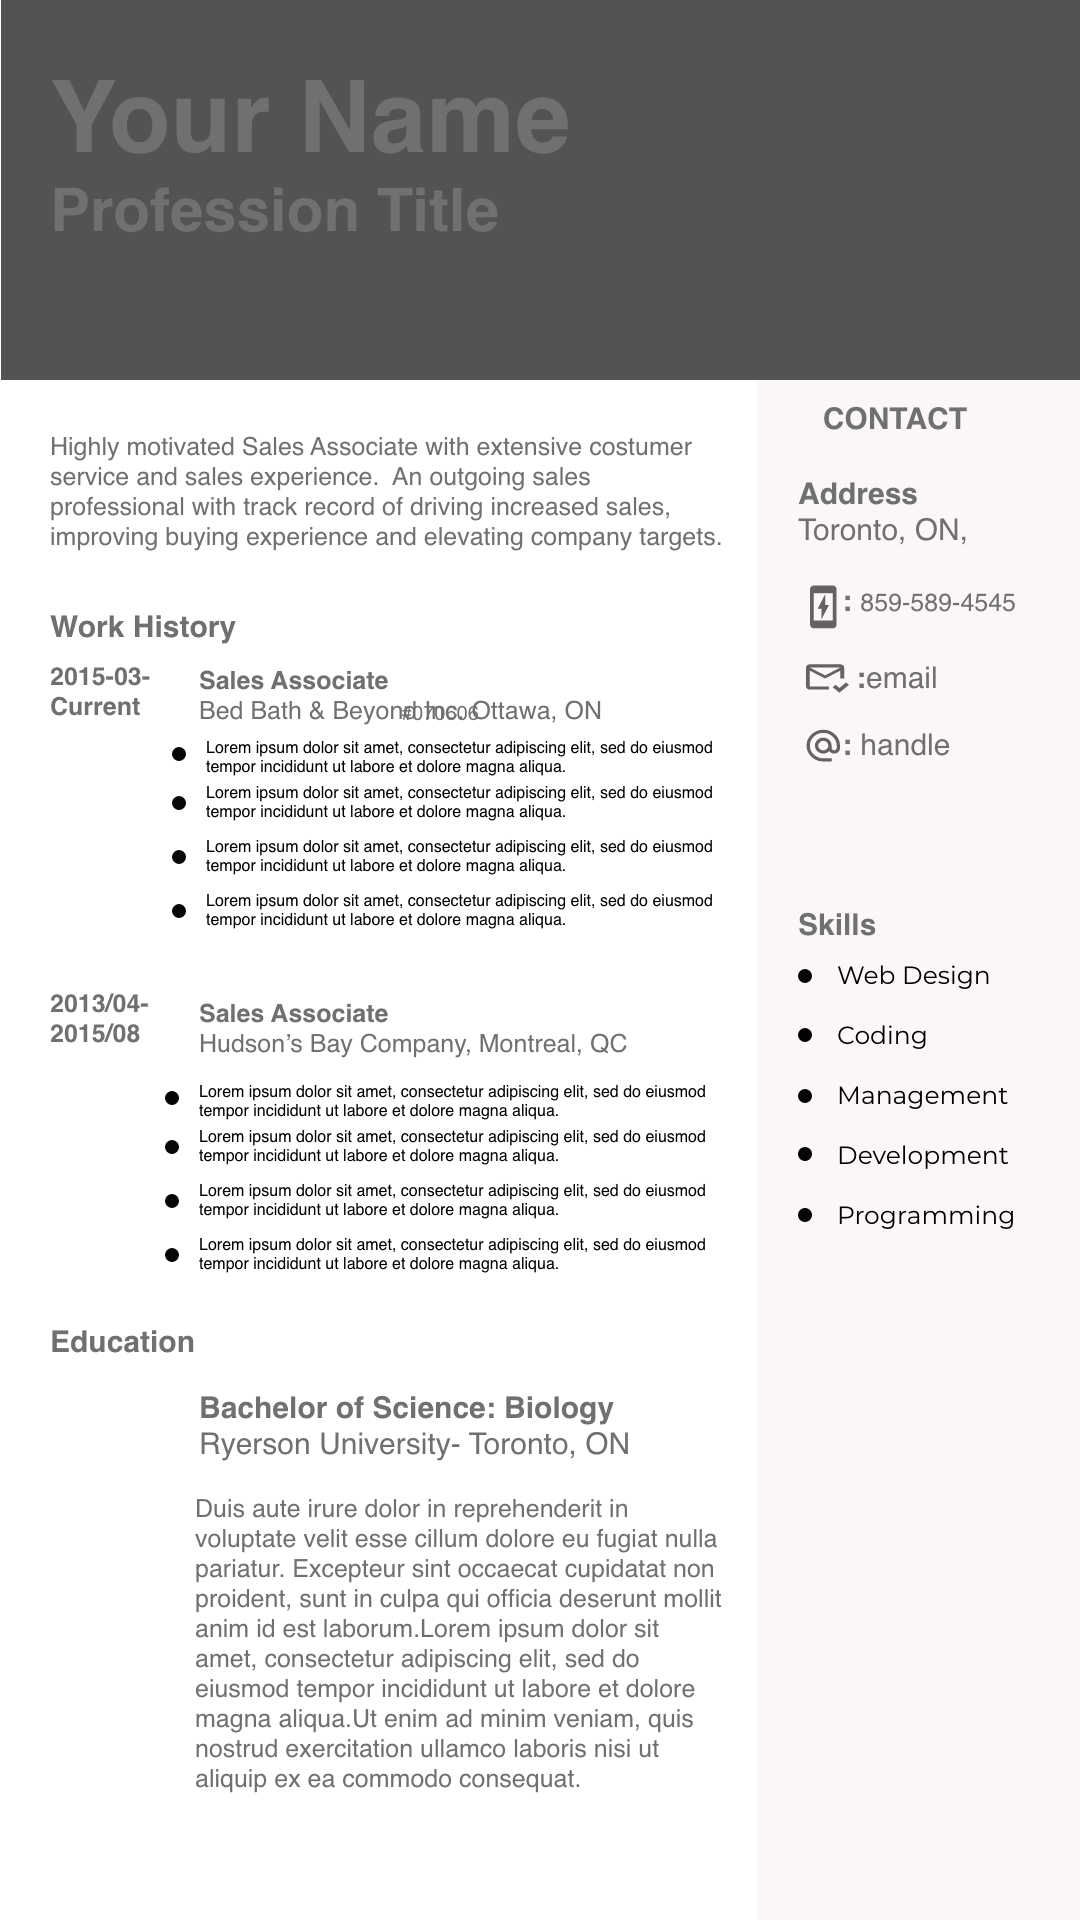 Your Name
Profession Title
Highly motivated Sales Associate with extensive costumer
service and sales experience.  An outgoing sales
professional with track record of driving increased sales,
improving buying experience and elevating company targets.
Work History
2015-03-
Current
Sales Associate
Bed Bath & Beyond Inc. Ottawa, ON
#070606
Lorem ipsum dolor sit amet, consectetur adipiscing elit, sed do eiusmod
tempor incididunt ut labore et dolore magna aliqua.
Lorem ipsum dolor sit amet, consectetur adipiscing elit, sed do eiusmod
tempor incididunt ut labore et dolore magna aliqua.
Lorem ipsum dolor sit amet, consectetur adipiscing elit, sed do eiusmod
tempor incididunt ut labore et dolore magna aliqua.
Lorem ipsum dolor sit amet, consectetur adipiscing elit, sed do eiusmod
tempor incididunt ut labore et dolore magna aliqua.
2013/04-
2015/08
Sales Associate
Hudson’s Bay Company, Montreal, QC
Lorem ipsum dolor sit amet, consectetur adipiscing elit, sed do eiusmod
tempor incididunt ut labore et dolore magna aliqua.
Lorem ipsum dolor sit amet, consectetur adipiscing elit, sed do eiusmod
tempor incididunt ut labore et dolore magna aliqua.
Lorem ipsum dolor sit amet, consectetur adipiscing elit, sed do eiusmod
tempor incididunt ut labore et dolore magna aliqua.
Lorem ipsum dolor sit amet, consectetur adipiscing elit, sed do eiusmod
tempor incididunt ut labore et dolore magna aliqua.
Education
Bachelor of Science: Biology
Ryerson University- Toronto, ON
Duis aute irure dolor in reprehenderit in
voluptate velit esse cillum dolore eu fugiat nulla
pariatur. Excepteur sint occaecat cupidatat non
proident, sunt in culpa qui officia deserunt mollit
anim id est laborum.Lorem ipsum dolor sit
amet, consectetur adipiscing elit, sed do
eiusmod tempor incididunt ut labore et dolore
magna aliqua.Ut enim ad minim veniam, quis
nostrud exercitation ullamco laboris nisi ut
aliquip ex ea commodo consequat.
CONTACT
Address
Toronto, ON,
: 859-589-4545
:email
: handle
Skills
Web Design
Coding
Management
Development
Programming